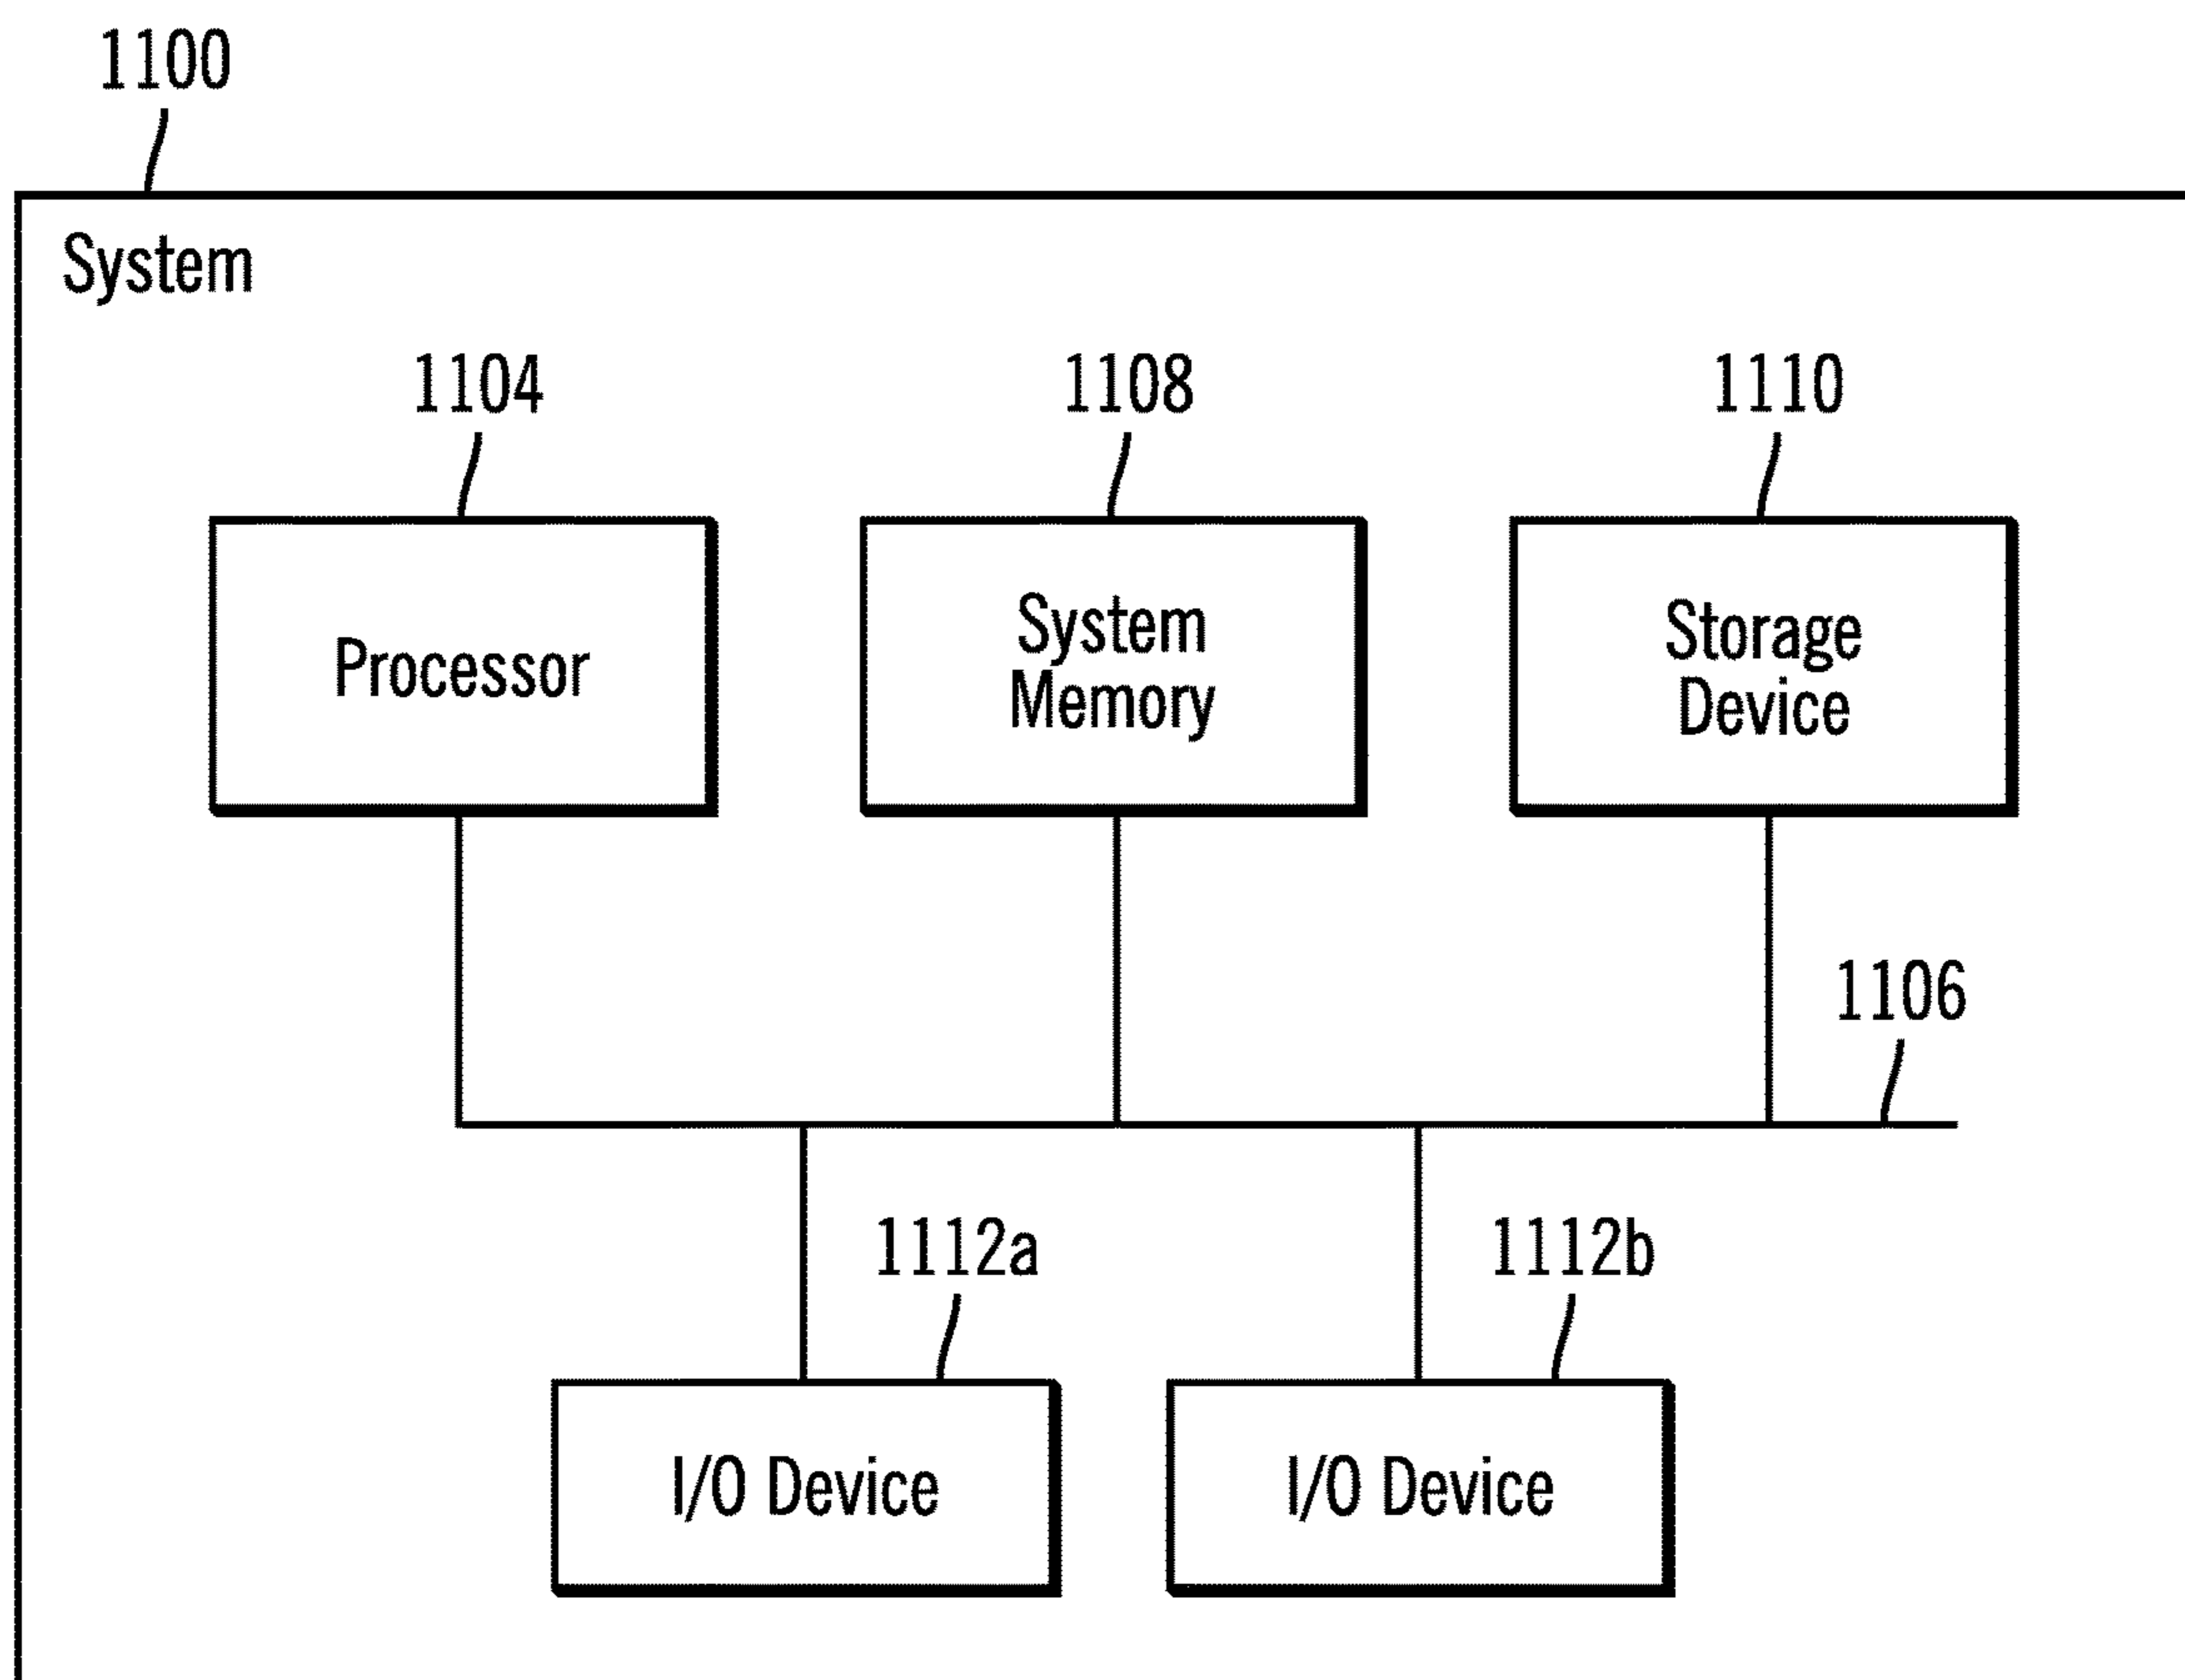 1100
System
1104
1108
1110
Processor
System
Memory
Storage
Device
1106
1112a
1112b
I/O Device
I/O Device